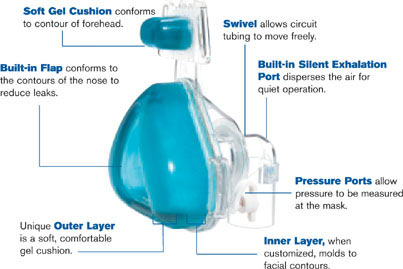 Soft Gel Cushion conforms
to contour of forehead.
Swivel allows circuit
tubing to move freely.
Built-in Flap conforms to
the contours of the nose to
reduce leaks.
Built-in Silent Exhalation
Port disperses the air for
quiet operation.
Pressure Ports allow
pressure to be measured
at the mask.
Unique Outer Layer
is a soft, comfortable
gel cushion.
Inner Layer, when
customized, molds to
facial contours.